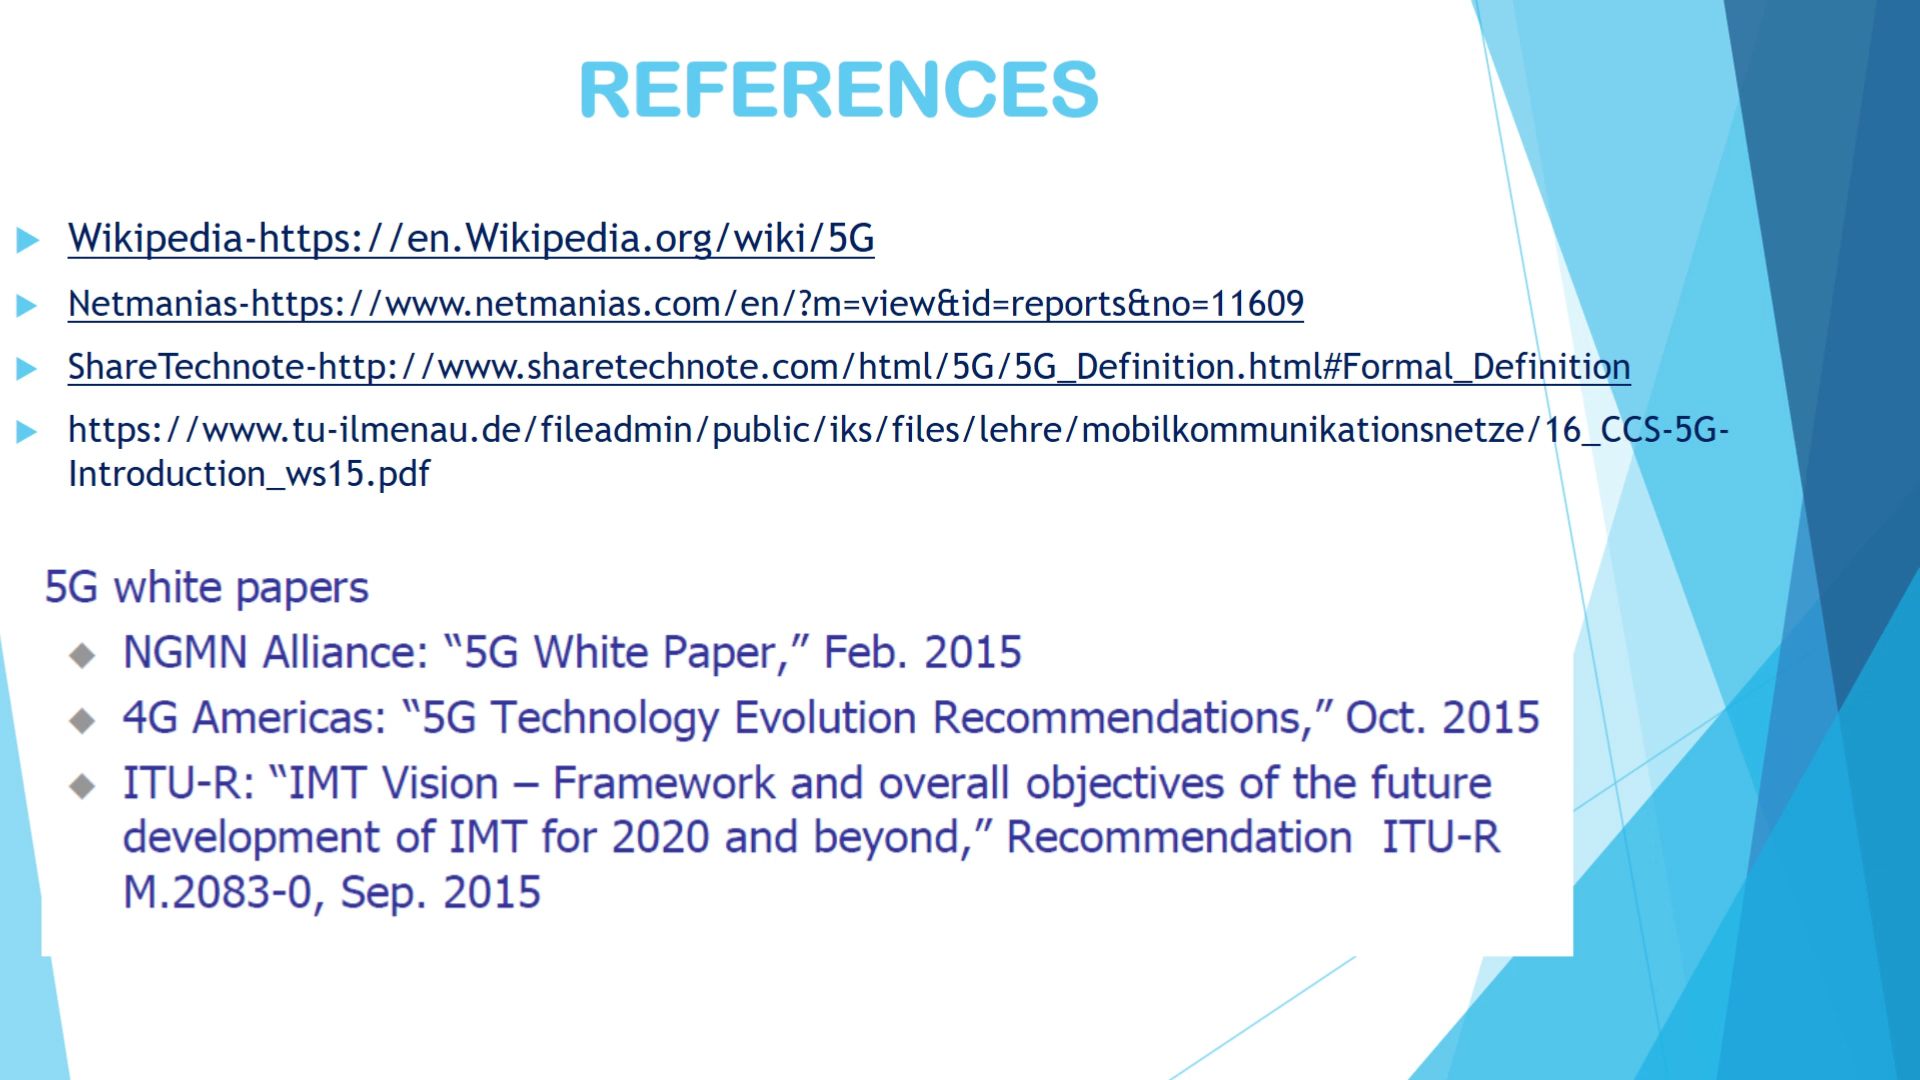 REFERENCES
Wikipedia-https://en.Wikipedia.org/wiki/5G
Netmanias-https://www.netmanias.com/en/?m=view&id=reports&no=11609
ShareTechnote-http://www.sharetechnote.com/html/5G/5G_Definition.html#Formal_Definition
https://www.tu-ilmenau.de/fileadmin/public/iks/files/lehre/mobilkommunikationsnetze/16_CCS-5G-
Introduction_ws15.pdf
5G white papers
NGMN Alliance: “5G White Paper,” Feb. 2015
4G Americas: “5G Technology Evolution Recommendations,” Oct. 2015
ITU-R: “IMT Vision – Framework and overall objectives of the future
development of IMT for 2020 and beyond,” Recommendation ITU-R
M.2083-0, Sep. 2015